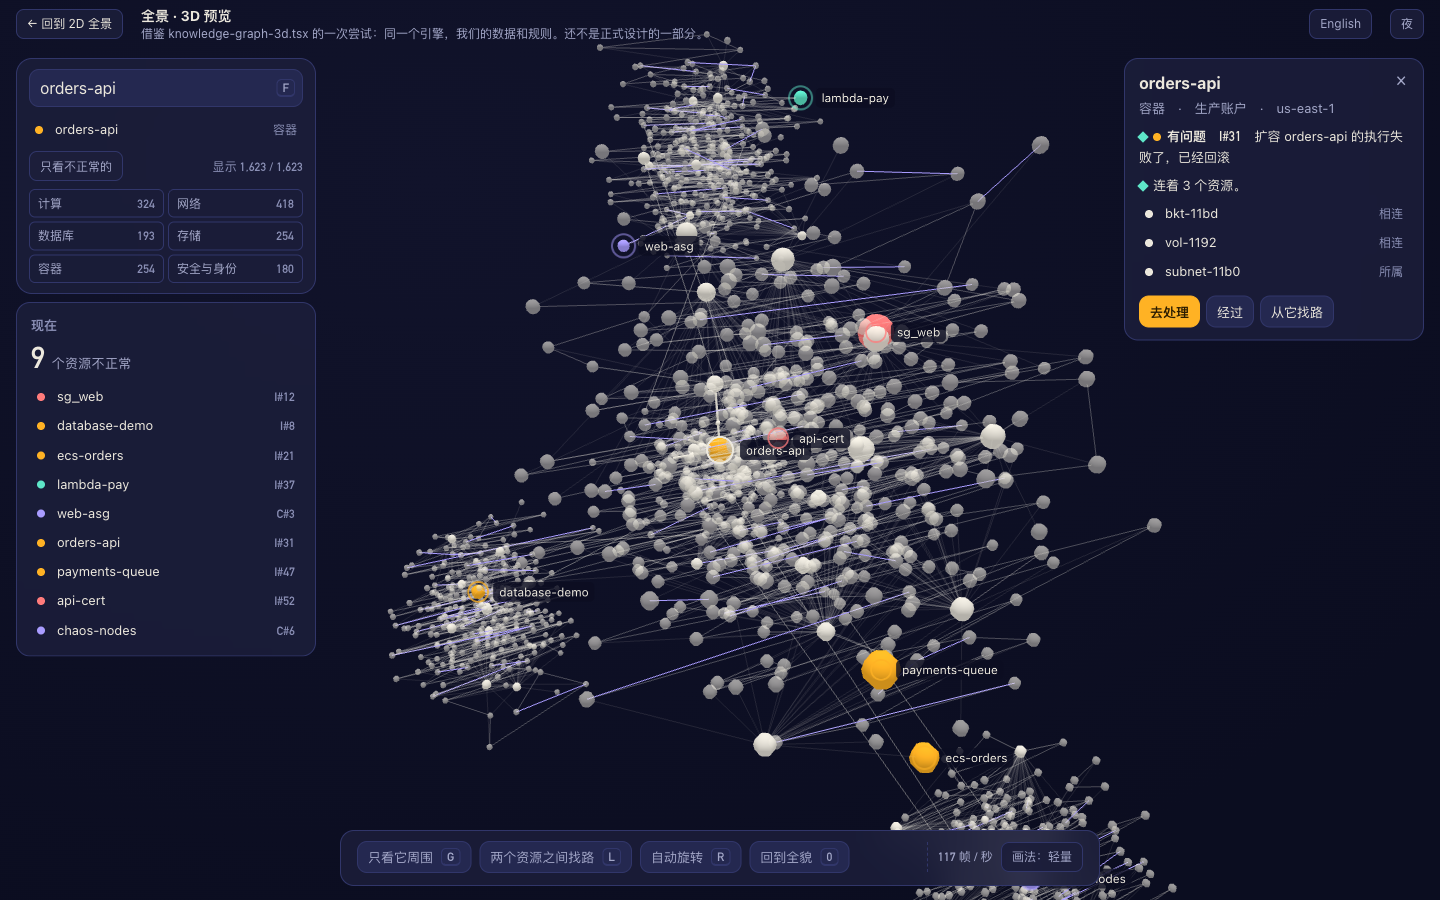 ← 回到 2D 全景
全景 · 3D 预览
借鉴 knowledge-graph-3d.tsx 的一次尝试：同一个引擎，我们的数据和规则。还不是正式设计的一部分。
English
夜
orders-api F
orders-api 容器
只看不正常的 显示 1,623 / 1,623
计算 324 网络 418
数据库 193 存储 254
容器 254 安全与身份 180
现在
9 个资源不正常
sg_web I#12
database-demo I#8
ecs-orders I#21
lambda-pay I#37
web-asg C#3
orders-api I#31
payments-queue I#47
api-cert I#52
chaos-nodes C#6
lambda-pay
web-asg
sg_web
api-cert
orders-api
database-demo
payments-queue
ecs-orders
odes
orders-api ×
容器 · 生产账户 · us-east-1
有问题 I#31 扩容 orders-api 的执行失
败了，已经回滚
连着 3 个资源。
bkt-11bd 相连
vol-1192 相连
subnet-11b0 所属
去处理 经过 从它找路
只看它周围 G 两个资源之间找路 L 自动旋转 R 回到全貌 0 117 帧 / 秒 画法：轻量